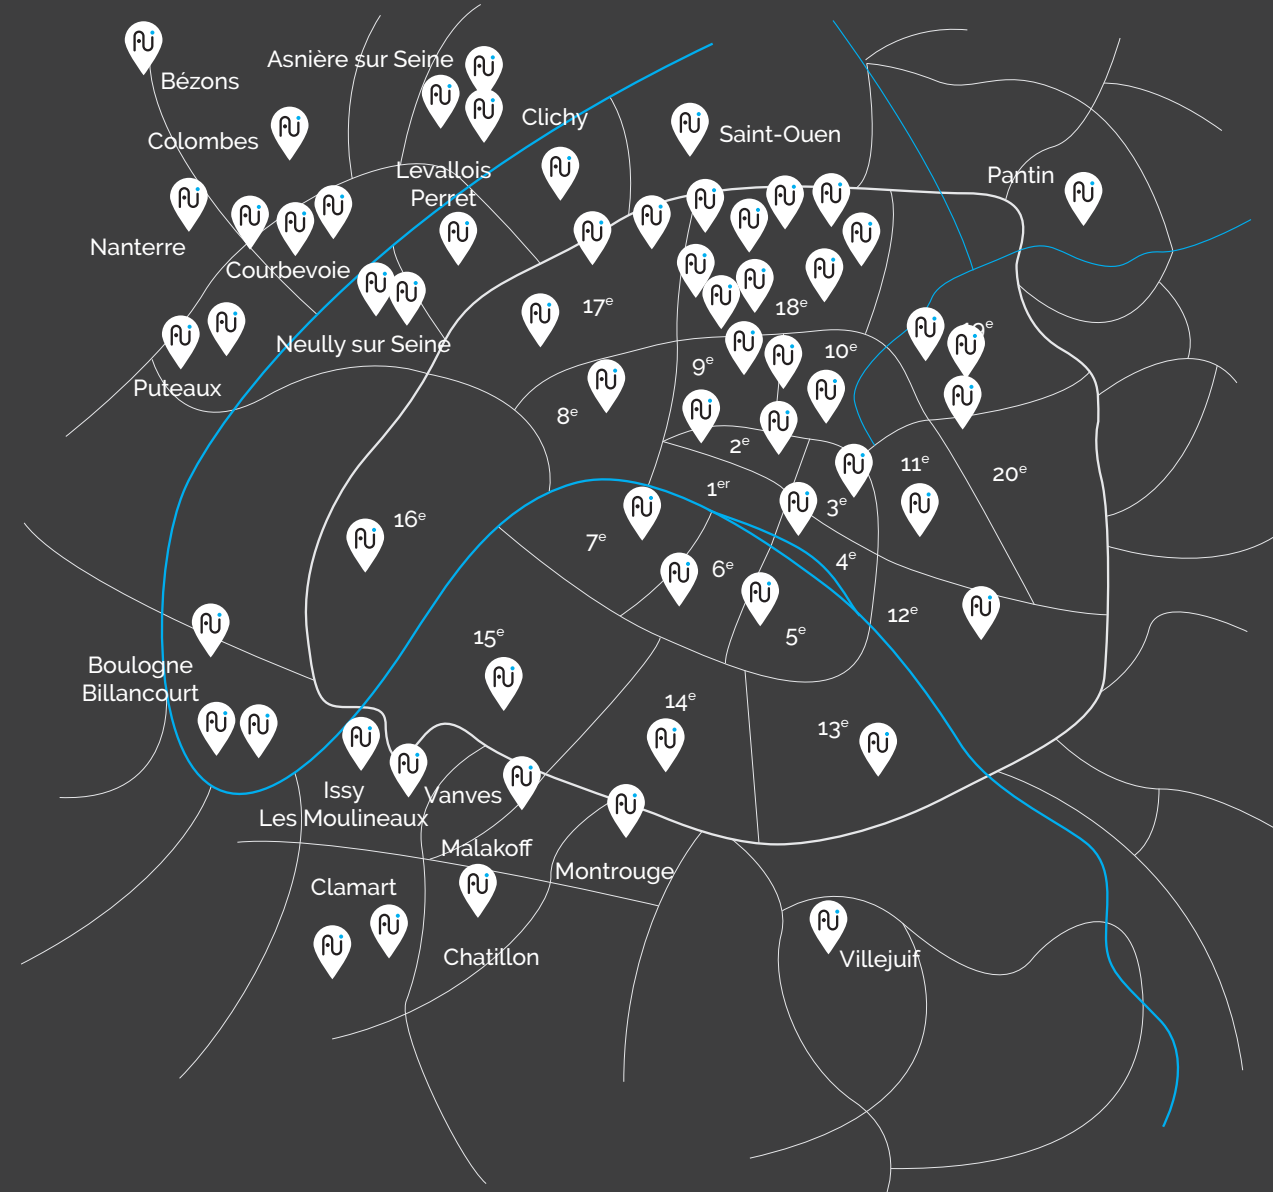 Asnière sur Seine
Bézons
Clichy
Saint-Ouen
Colombes
Levallois
Perret
Pantin
Nanterre
Courbevoie
17e
18e
Neuilly sur Seine
10e
9e
Puteaux
8e
2e
11e
20e
1er
3e
16e
7e
4e
6e
12e
15e
5e
Boulogne
Billancourt
14e
13e
Issy
Les Moulineaux
Vanves
Malakoff
Montrouge
Clamart
Chatillon
Villejuif